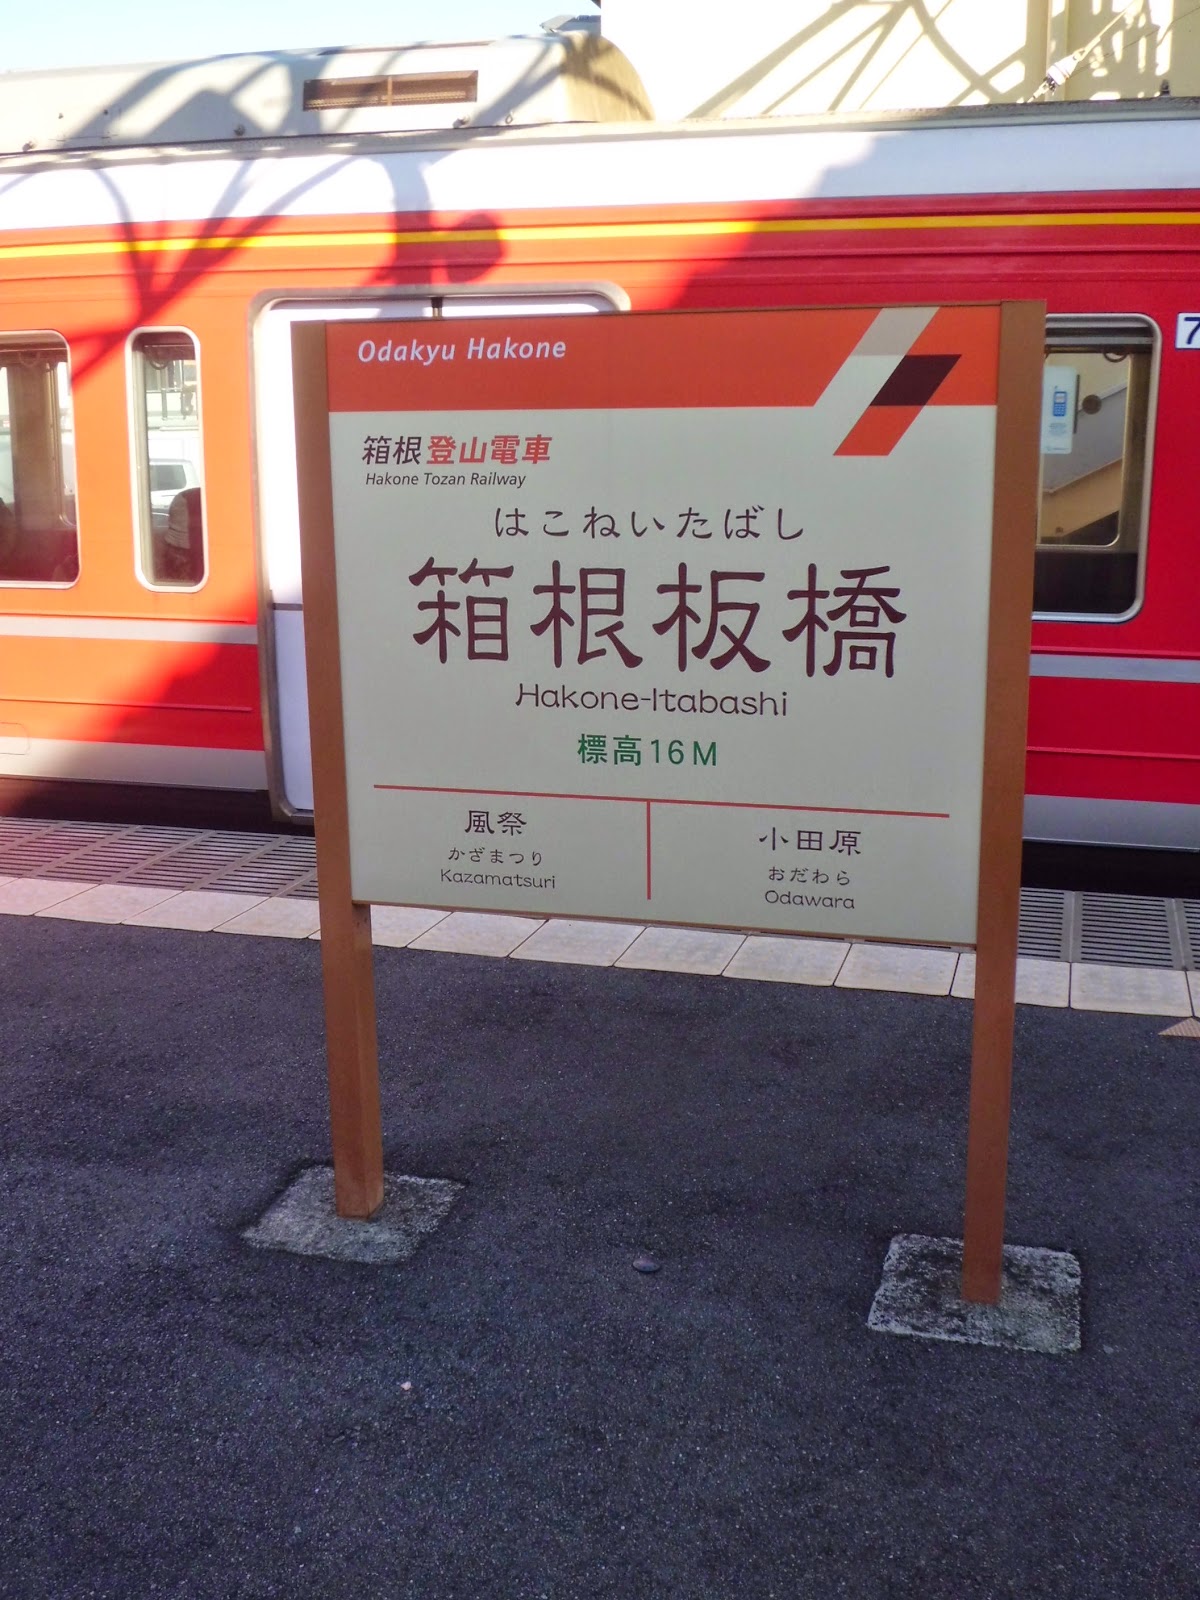 Odakyu Hakone
箱根登山電車
Hakone Tozan Railway
はこねいたばし
箱根板橋
Hakone-Itabashi
標高16M
風祭
かざまつり
Kazamatsuri
小田原
おだわら
Odawara
7